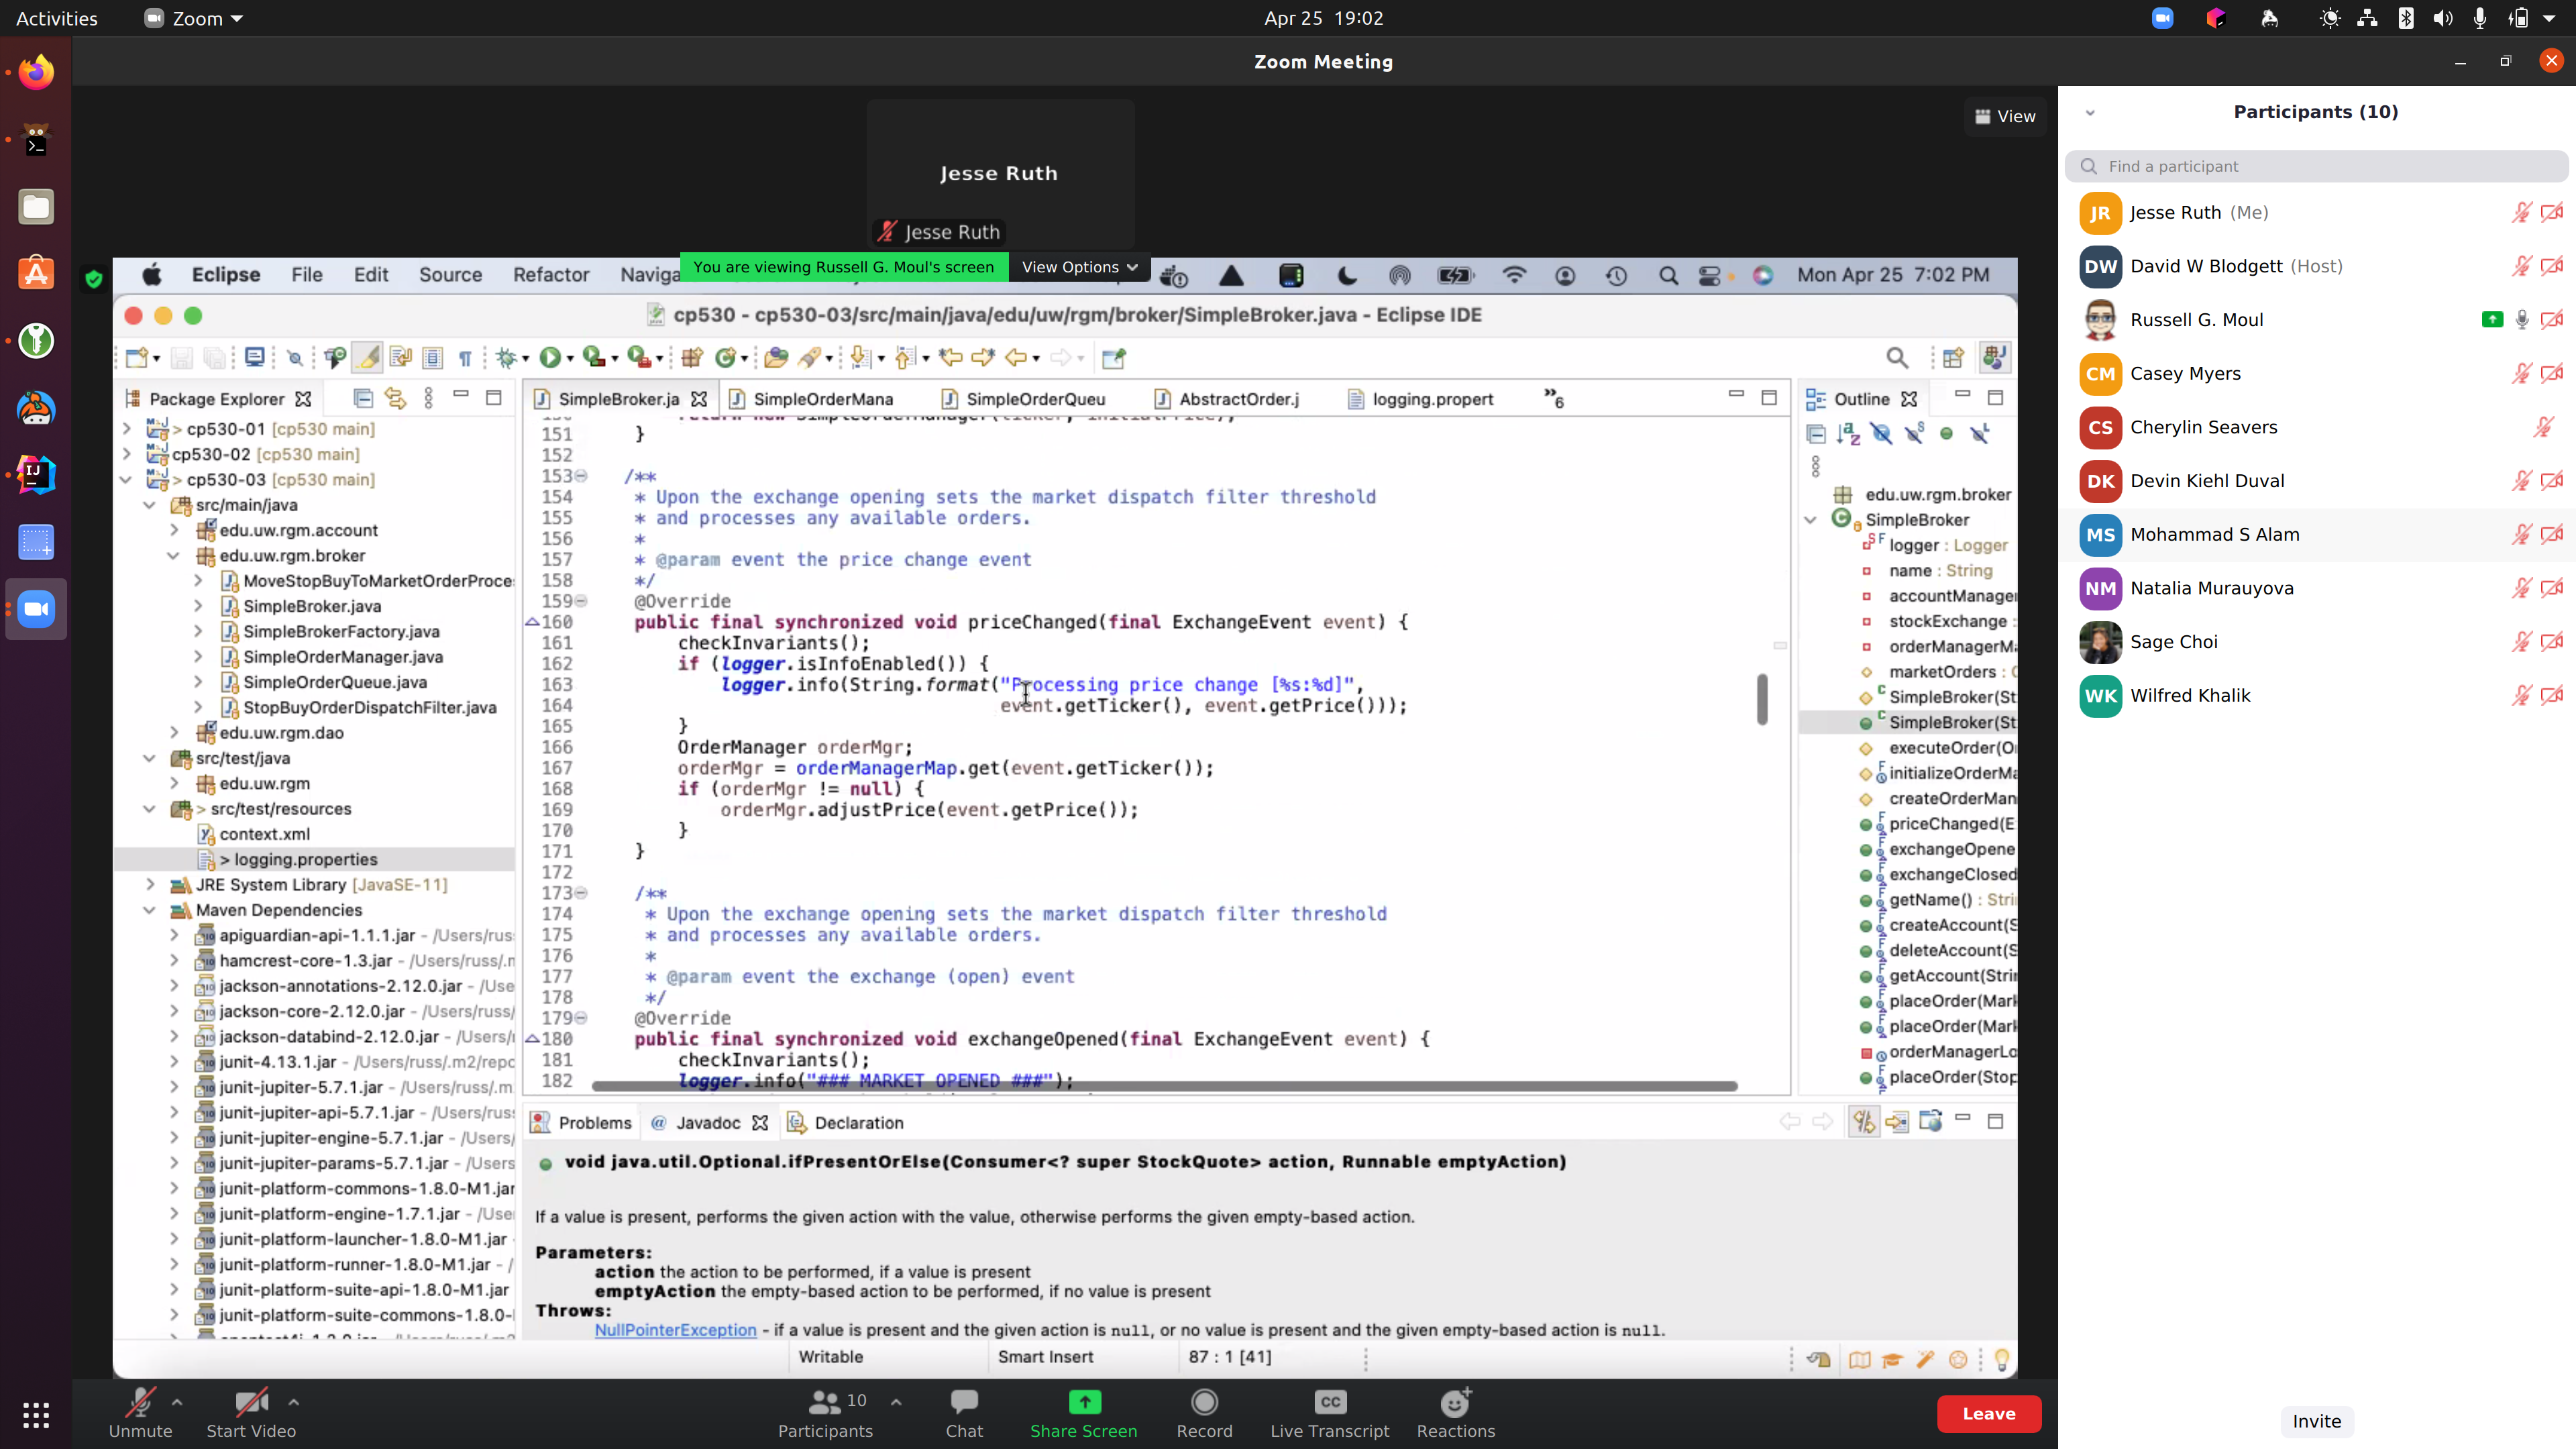 Activities
Zoom
Apr 25 19:02
Zoom Meeting
Jesse Ruth
Jesse Ruth
View
You are viewing Russell G. Moul's screen
View Options
Eclipse File Edit Source Refactor Naviga
Mon Apr 25 7:02 PM
cp530 - cp530-03/src/main/java/edu/uw/rgm/broker/SimpleBroker.java - Eclipse IDE
Package Explorer
> cp530-01 [cp530 main]
cp530-02 [cp530 main]
> cp530-03 [cp530 main]
src/main/java
edu.uw.rgm.account
edu.uw.rgm.broker
MoveStopBuyToMarketOrderProce
SimpleBroker.java
SimpleBrokerFactory.java
SimpleOrderManager.java
SimpleOrderQueue.java
StopBuyOrderDispatchFilter.java
edu.uw.rgm.dao
src/test/java
edu.uw.rgm
> src/test/resources
context.xml
> logging.properties
JRE System Library [JavaSE-11]
Maven Dependencies
apiguardian-api-1.1.1.jar - /Users/rus
hamcrest-core-1.3.jar - /Users/russ/.
jackson-annotations-2.12.0.jar - /Use
jackson-core-2.12.0.jar - /Users/russ/
jackson-databind-2.12.0.jar - /Users/
junit-4.13.1.jar - /Users/russ/.m2/repo
junit-jupiter-5.7.1.jar - /Users/russ/.m
junit-jupiter-api-5.7.1.jar - /Users/rus
junit-jupiter-engine-5.7.1.jar - /Users/
junit-jupiter-params-5.7.1.jar - /Users
junit-platform-commons-1.8.0-M1.jar
junit-platform-engine-1.7.1.jar - /Use
junit-platform-launcher-1.8.0-M1.jar
junit-platform-runner-1.8.0-M1.jar - /
junit-platform-suite-api-1.8.0-M1.jar
junit-platform-suite-commons-1.8.0-
SimpleBroker.ja
SimpleOrderMana
SimpleOrderQueu
AbstractOrder.j
logging.propert
»6
151 }
152
153 /**
154 * Upon the exchange opening sets the market dispatch filter threshold
155 * and processes any available orders.
156 *
157 * @param event the price change event
158 */
159 @Override
160 public final synchronized void priceChanged(final ExchangeEvent event) {
161 checkInvariants();
162 if (logger.isInfoEnabled()) {
163 logger.info(String.format("Processing price change [%s:%d]",
164 event.getTicker(), event.getPrice()));
165 }
166 OrderManager orderMgr;
167 orderMgr = orderManagerMap.get(event.getTicker());
168 if (orderMgr != null) {
169 orderMgr.adjustPrice(event.getPrice());
170 }
171 }
172
173 /**
174 * Upon the exchange opening sets the market dispatch filter threshold
175 * and processes any available orders.
176 *
177 * @param event the exchange (open) event
178 */
179 @Override
180 public final synchronized void exchangeOpened(final ExchangeEvent event) {
181 checkInvariants();
182 logger.info("### MARKET OPENED ###");
Outline
edu.uw.rgm.broker
SimpleBroker
logger : Logger
name : String
accountManage
stockExchange :
orderManagerM
marketOrders :
SimpleBroker(St
SimpleBroker(St
executeOrder(O
initializeOrderMa
createOrderMan
priceChanged(E
exchangeOpene
exchangeClosed
getName() : Stri
createAccount(S
deleteAccount(S
getAccount(Strin
placeOrder(Mark
placeOrder(Mark
orderManagerLo
placeOrder(Stop
Problems
@ Javadoc
Declaration
void java.util.Optional.ifPresentOrElse(Consumer<? super StockQuote> action, Runnable emptyAction)
If a value is present, performs the given action with the value, otherwise performs the given empty-based action.
Parameters:
action the action to be performed, if a value is present
emptyAction the empty-based action to be performed, if no value is present
Throws:
NullPointerException - if a value is present and the given action is null, or no value is present and the given empty-based action is null.
Writable
Smart Insert
87 : 1 [41]
Participants (10)
Find a participant
JR Jesse Ruth (Me)
DW David W Blodgett (Host)
Russell G. Moul
CM Casey Myers
CS Cherylin Seavers
DK Devin Kiehl Duval
MS Mohammad S Alam
NM Natalia Murauyova
Sage Choi
WK Wilfred Khalik
Invite
Unmute
Start Video
10
Participants
Chat
Share Screen
Record
CC
Live Transcript
Reactions
Leave